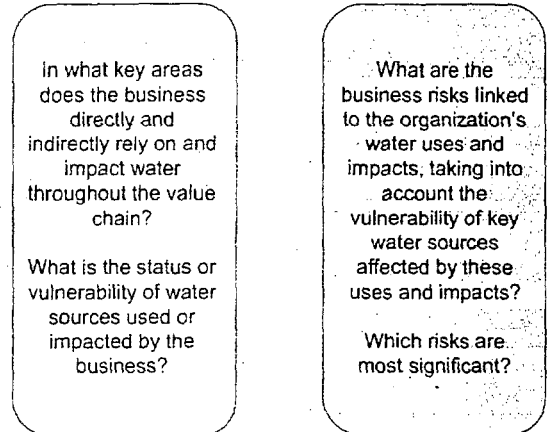 In what key areas
does the business
directly and
indirectly rely on and
impact water
throughout the value
chain?
What is the status or
vulnerability of water
sources used or
impacted by the
business?
What are the
business risks linked
to the organization's
water uses and
impacts, taking into
account the
vulnerability of key
water sources
affected by these
uses and impacts?
Which risks are
most significant?